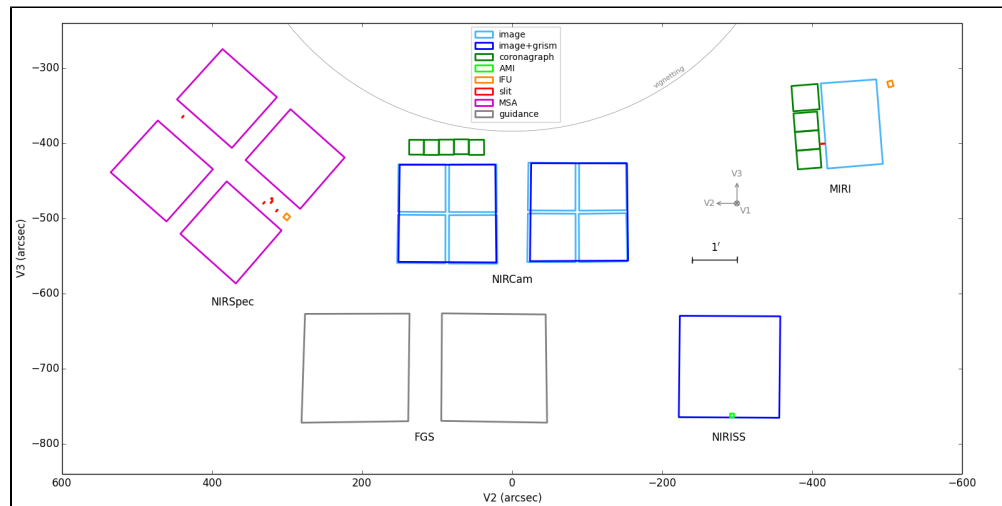 image
image+grism
coronagraph
AMI
IFU
slit
MSA
guidance
vignetting
−300
−400
−500
−600
−700
−800
V3 (arcsec)
V3
V2
V1
1′
MIRI
NIRCam
NIRSpec
FGS
NIRISS
600
400
200
0
−200
−400
−600
V2 (arcsec)